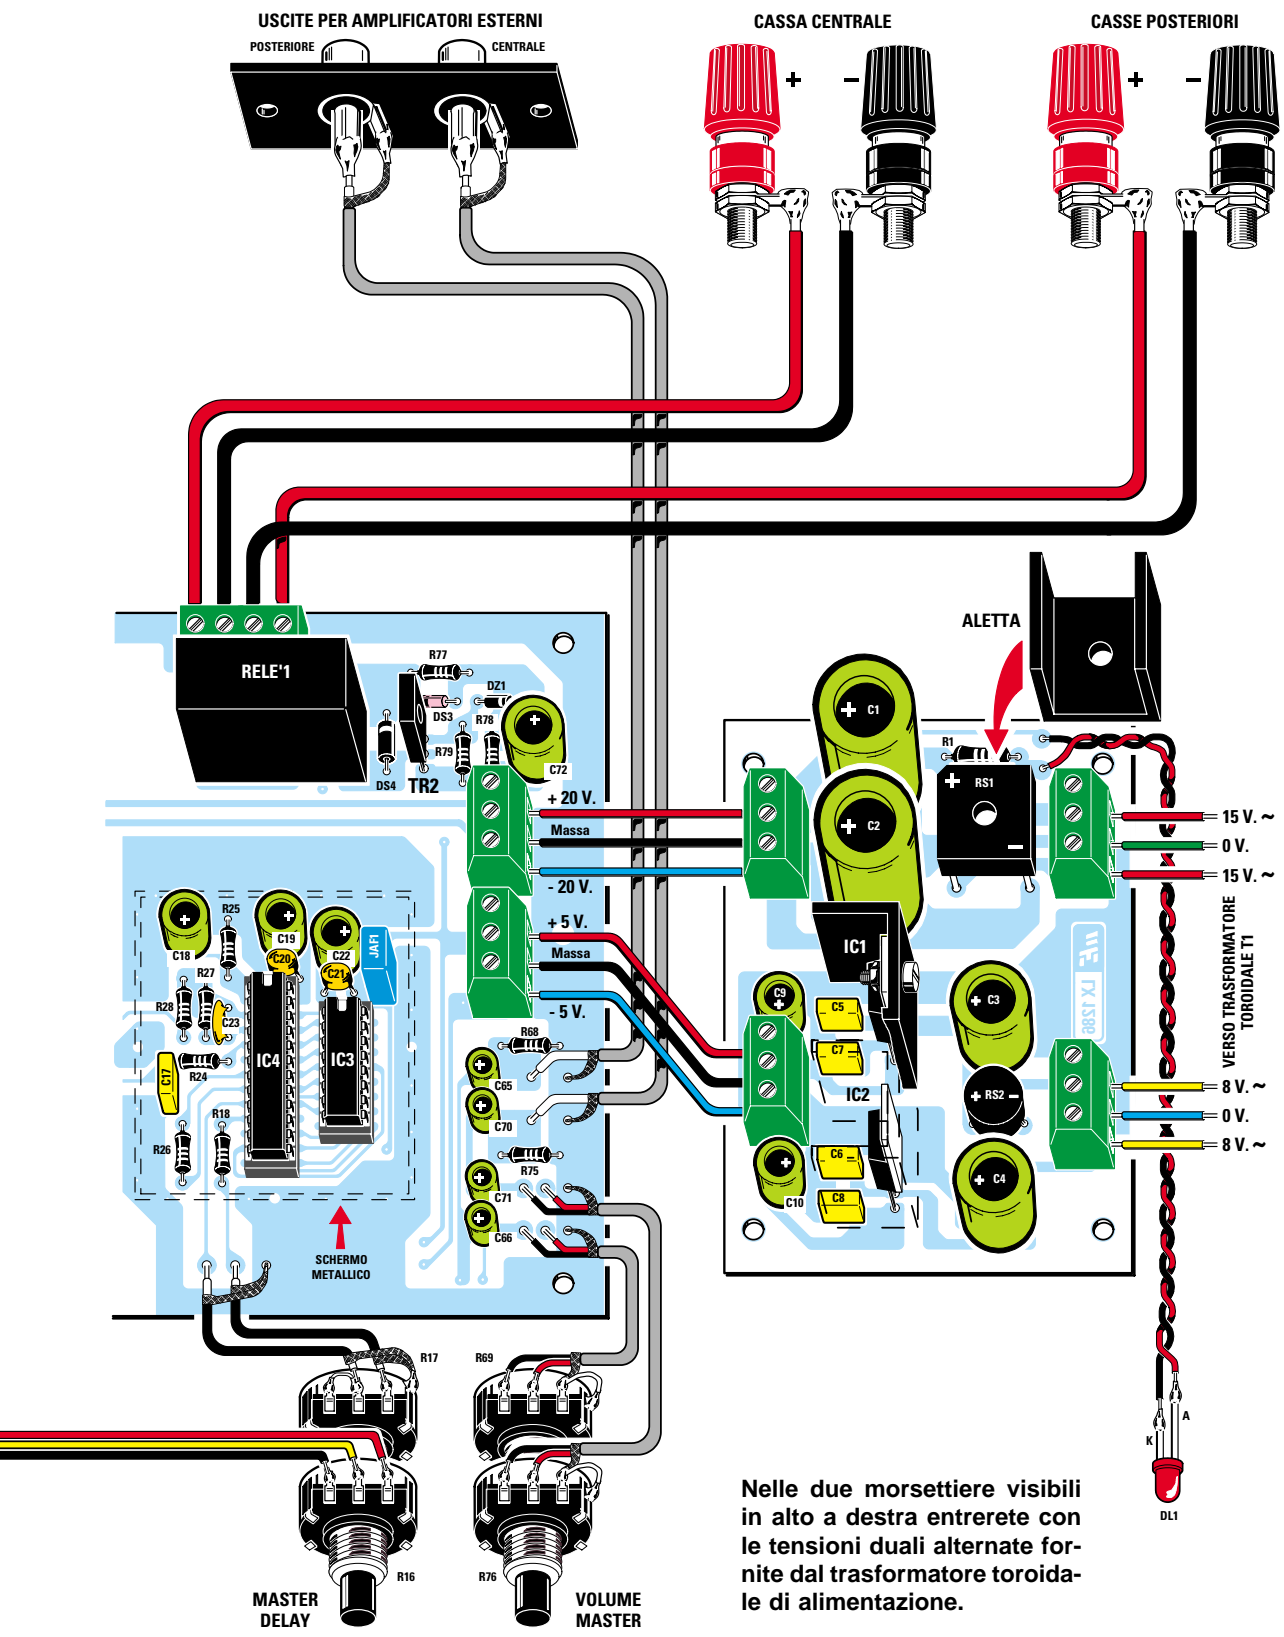 USCITE PER AMPLIFICATORI ESTERNI
POSTERIORE
CENTRALE
CASSA CENTRALE
+ −
CASSE POSTERIORI
+ −
ALETTA
RELE'1
R77
DS3
DZ1
R78
R79
DS4
TR2
C72
+ 20 V.
Massa
- 20 V.
+ 5 V.
Massa
- 5 V.
C1
C2
R1
RS1
15 V. ~
0 V.
15 V. ~
VERSO TRASFORMATORE
TOROIDALE T1
8 V. ~
0 V.
8 V. ~
LX 1286
IC1
IC2
C9
C5
C7
C3
RS2
C6
C8
C10
C4
C18
R25
C19
C20
C22
C21
JAF1
R28
R27
C23
R24
C17
IC4
IC3
R26
R18
R68
C65
C70
R75
C71
C66
SCHERMO
METALLICO
R17
R69
R16
R76
MASTER
DELAY
VOLUME
MASTER
A
K
DL1
Nelle due morsettiere visibili
in alto a destra entrerete con
le tensioni duali alternate for-
nite dal trasformatore toroida-
le di alimentazione.